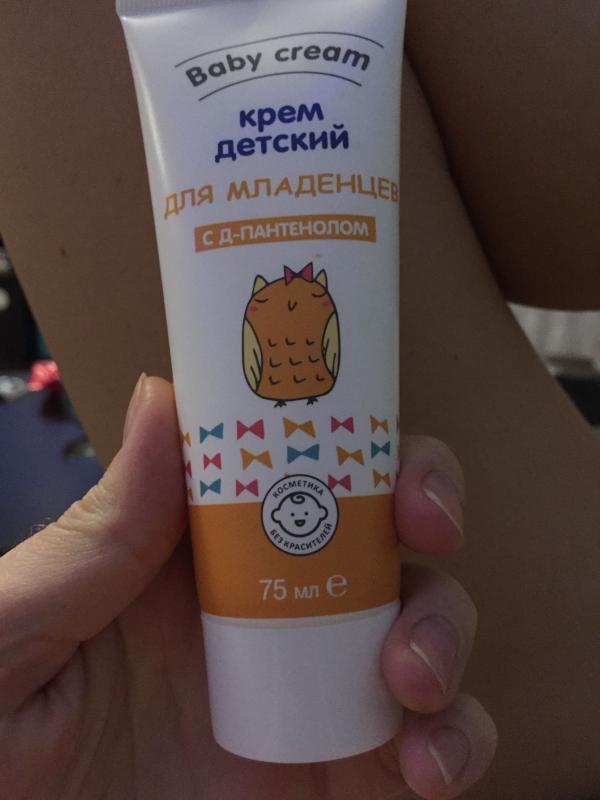 Baby cream
крем
детский
ДЛЯ МЛАДЕНЦЕВ
С Д-ПАНТЕНОЛОМ
КОСМЕТИКА
БЕЗ КРАСИТЕЛЕЙ
75 мл ℮